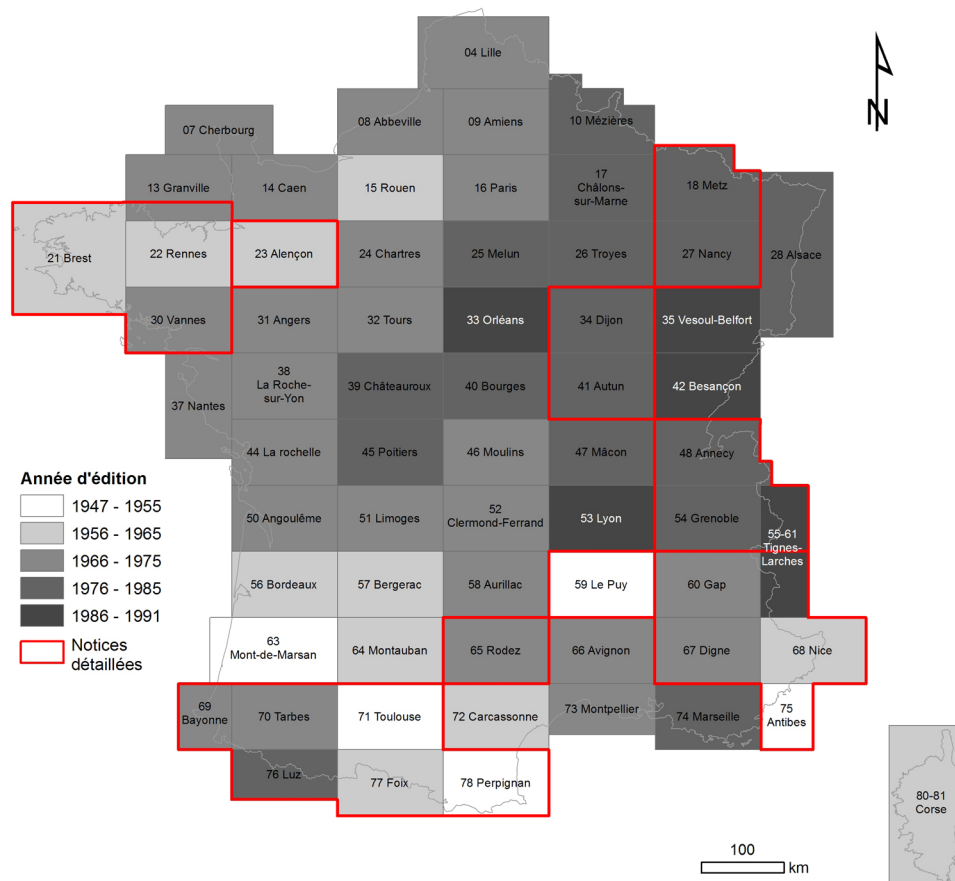 04 Lille
N
07 Cherbourg
08 Abbeville
09 Amiens
10 Mézières
13 Granville
14 Caen
15 Rouen
16 Paris
17
Châlons-
sur-Marne
18 Metz
21 Brest
22 Rennes
23 Alençon
24 Chartres
25 Melun
26 Troyes
27 Nancy
28 Alsace
30 Vannes
31 Angers
32 Tours
33 Orléans
34 Dijon
35 Vesoul-Belfort
37 Nantes
38
La Roche-
sur-Yon
39 Châteauroux
40 Bourges
41 Autun
42 Besançon
44 La rochelle
45 Poitiers
46 Moulins
47 Mâcon
48 Annecy
50 Angoulême
51 Limoges
52
Clermond-Ferrand
53 Lyon
54 Grenoble
55-61
Tignes-
Larches
56 Bordeaux
57 Bergerac
58 Aurillac
59 Le Puy
60 Gap
63
Mont-de-Marsan
64 Montauban
65 Rodez
66 Avignon
67 Digne
68 Nice
69
Bayonne
70 Tarbes
71 Toulouse
72 Carcassonne
73 Montpellier
74 Marseille
75
Antibes
76 Luz
77 Foix
78 Perpignan
80-81
Corse
Année d'édition
1947 - 1955
1956 - 1965
1966 - 1975
1976 - 1985
1986 - 1991
Notices
détaillées
100
km